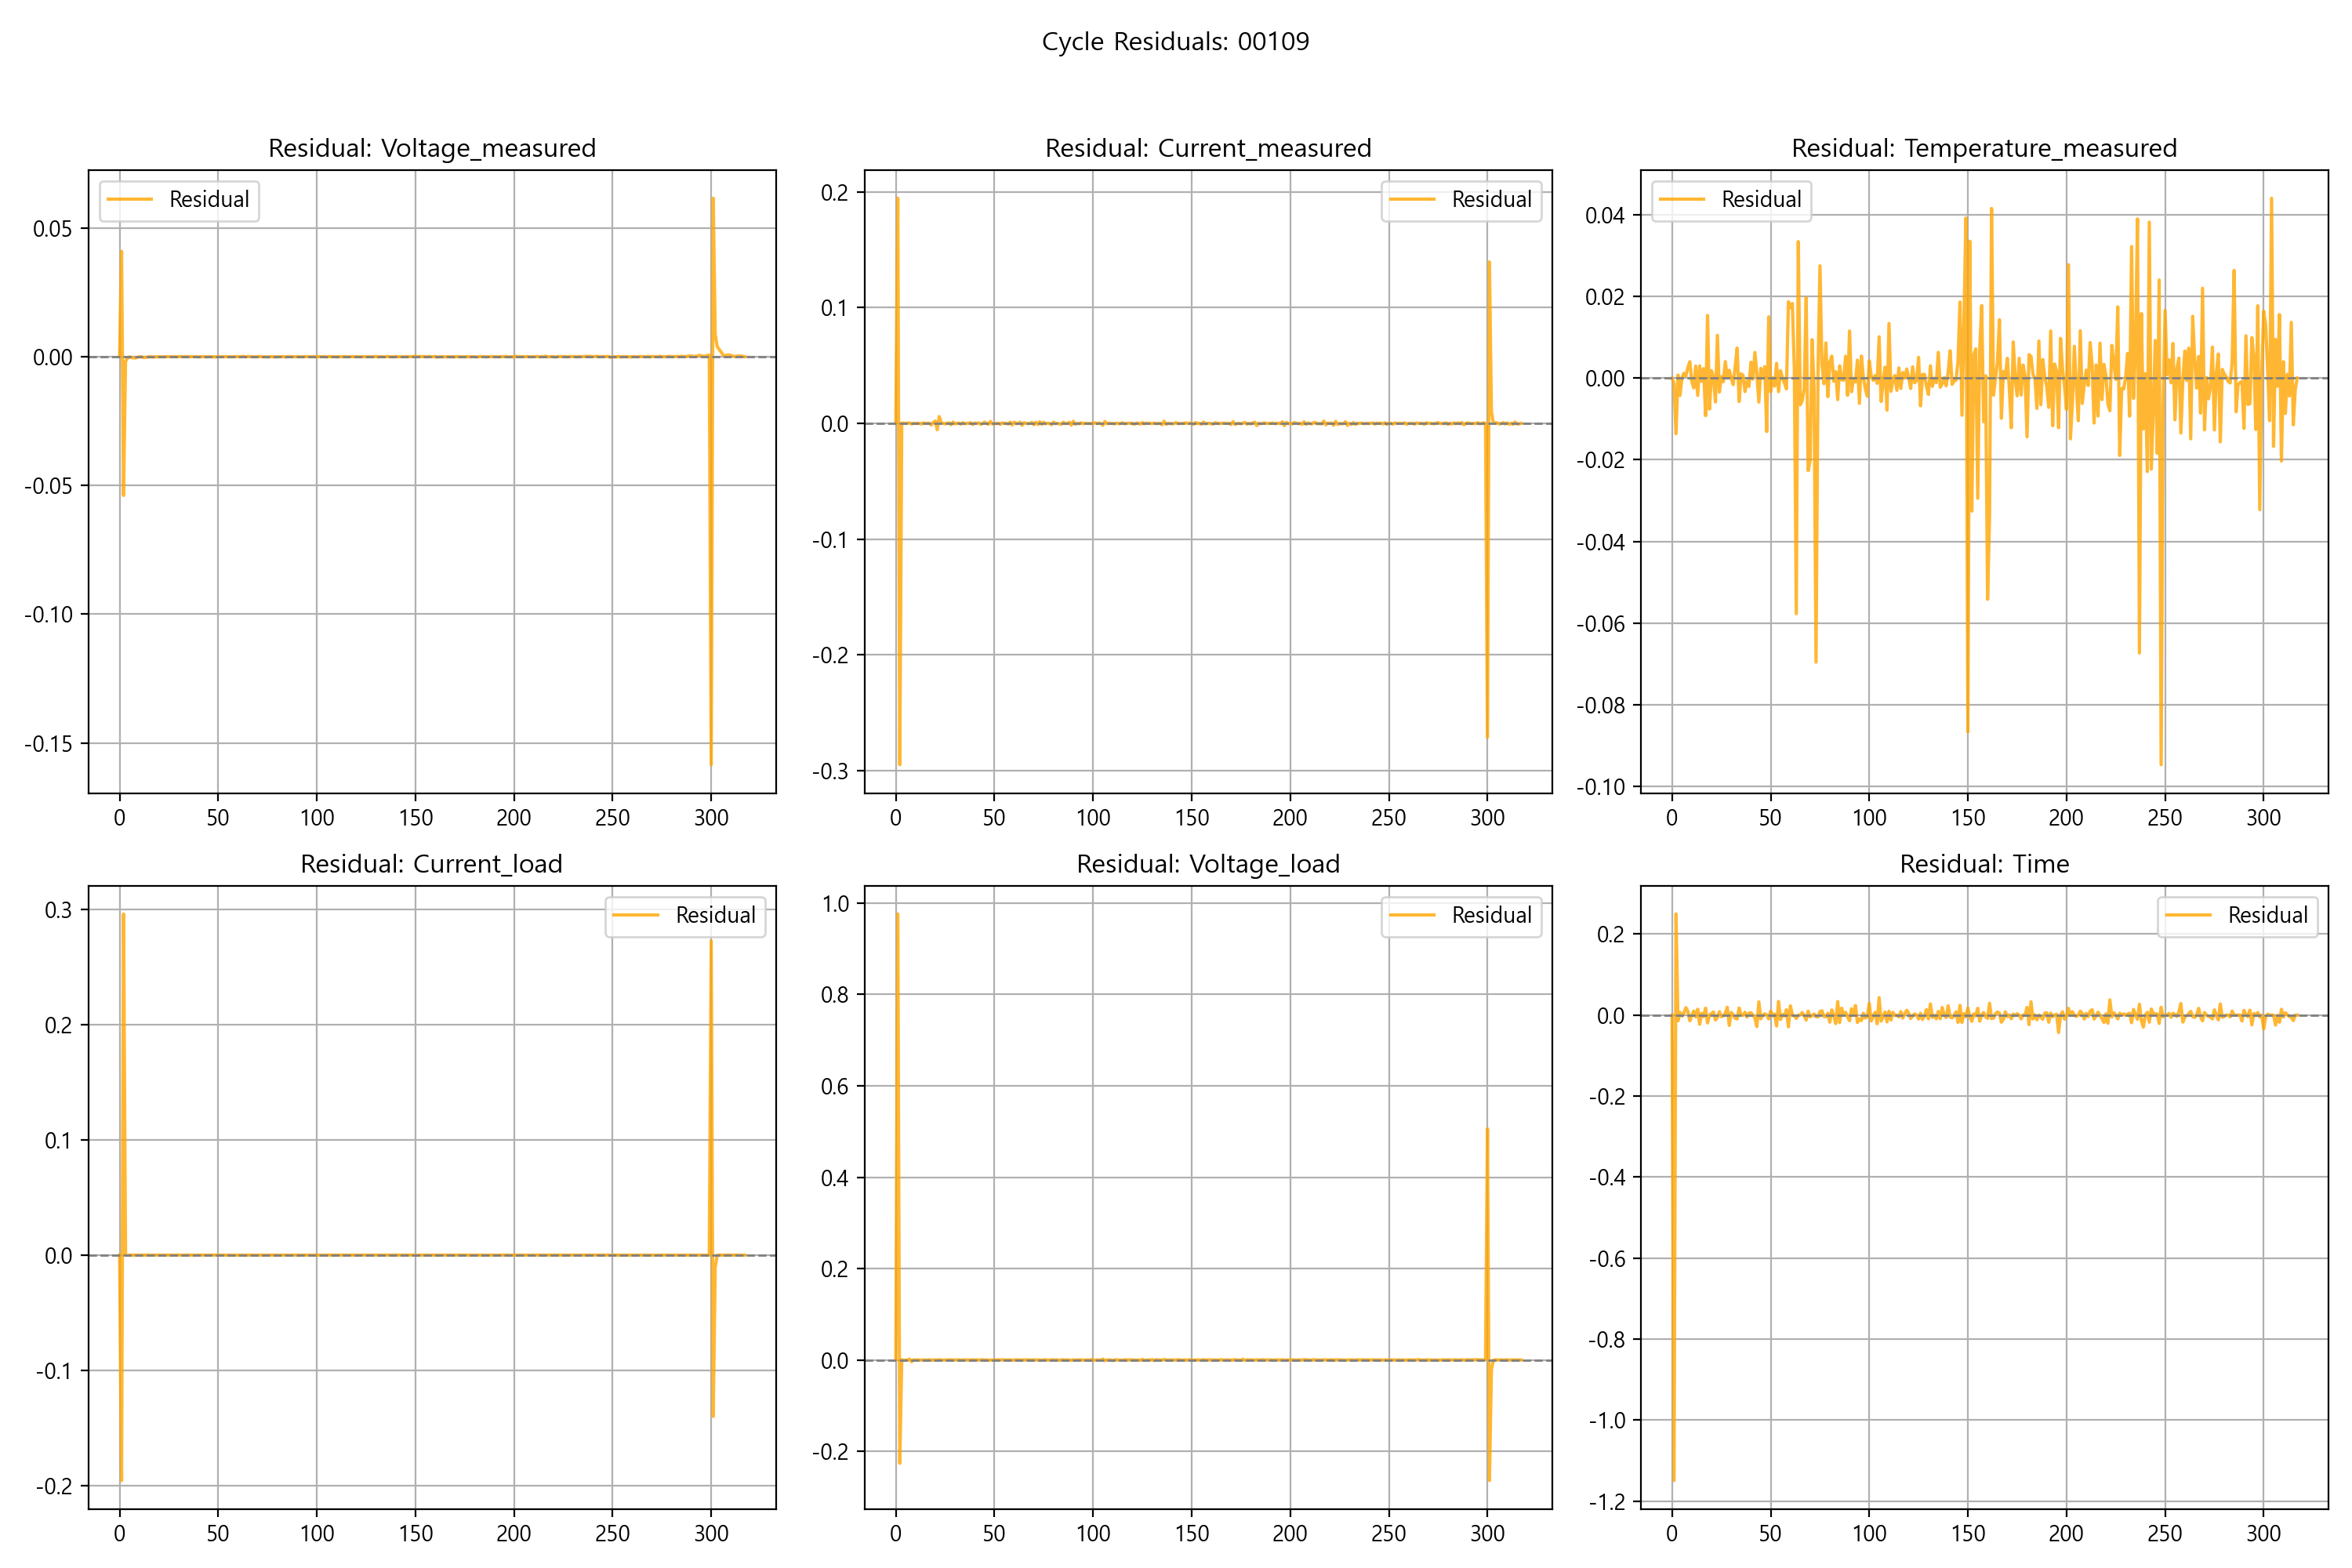 Cycle Residuals: 00109
Residual: Voltage_measured
Residual
0.05
0.00
-0.05
-0.10
-0.15
0 50 100 150 200 250 300
Residual: Current_measured
Residual
0.2
0.1
0.0
-0.1
-0.2
-0.3
0 50 100 150 200 250 300
Residual: Temperature_measured
Residual
0.04
0.02
0.00
-0.02
-0.04
-0.06
-0.08
-0.10
0 50 100 150 200 250 300
Residual: Current_load
Residual
0.3
0.2
0.1
0.0
-0.1
-0.2
0 50 100 150 200 250 300
Residual: Voltage_load
Residual
1.0
0.8
0.6
0.4
0.2
0.0
-0.2
0 50 100 150 200 250 300
Residual: Time
Residual
0.2
0.0
-0.2
-0.4
-0.6
-0.8
-1.0
-1.2
0 50 100 150 200 250 300